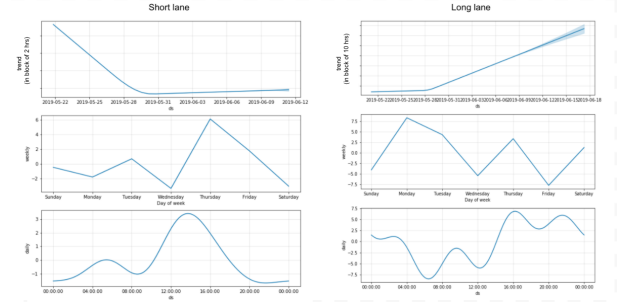 Short lane
Long lane
trend
(in block of 2 hrs)
2019-05-22 2019-05-25 2019-05-28 2019-05-31 2019-06-03 2019-06-06 2019-06-09 2019-06-12
ds
trend
(in block of 10 hrs)
2019-05-22 2019-05-25 2019-05-28 2019-05-31 2019-06-03 2019-06-06 2019-06-09 2019-06-12 2019-06-15 2019-06-18
ds
weekly
6
4
2
0
−2
Sunday Monday Tuesday Wednesday Thursday Friday Saturday
Day of week
weekly
7.5
5.0
2.5
0.0
−2.5
−5.0
−7.5
Sunday Monday Tuesday Wednesday Thursday Friday Saturday
Day of week
daily
3
2
1
0
−1
00:00:00 04:00:00 08:00:00 12:00:00 16:00:00 20:00:00 00:00:00
ds
daily
7.5
5.0
2.5
0.0
−2.5
−5.0
−7.5
00:00:00 04:00:00 08:00:00 12:00:00 16:00:00 20:00:00 00:00:00
ds